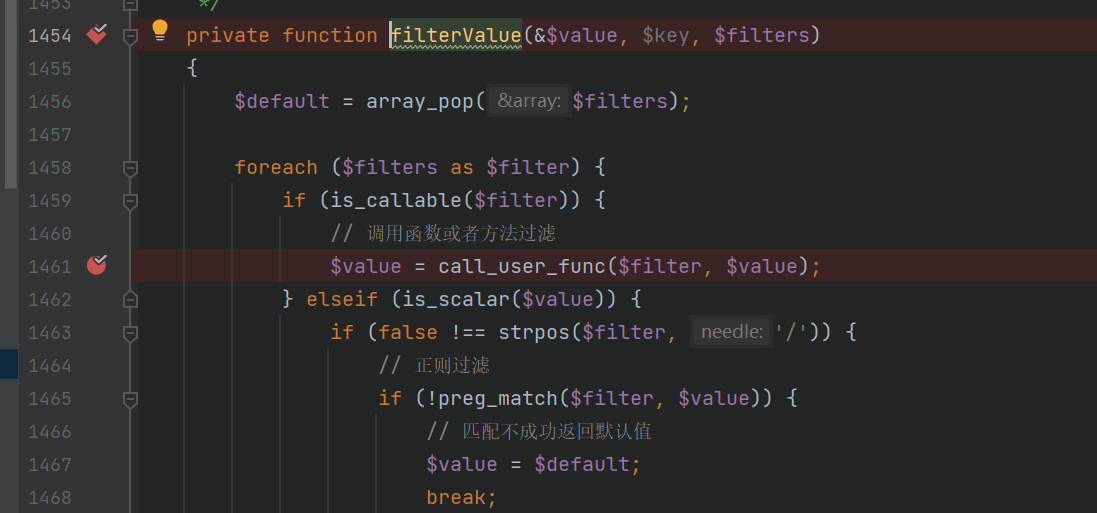 1453 */
1454 private function filterValue(&$value, $key, $filters)
1455 {
1456 $default = array_pop( &array: $filters);
1457
1458 foreach ($filters as $filter) {
1459 if (is_callable($filter)) {
1460 // 调用函数或者方法过滤
1461 $value = call_user_func($filter, $value);
1462 } elseif (is_scalar($value)) {
1463 if (false !== strpos($filter, needle: '/')) {
1464 // 正则过滤
1465 if (!preg_match($filter, $value)) {
1466 // 匹配不成功返回默认值
1467 $value = $default;
1468 break;